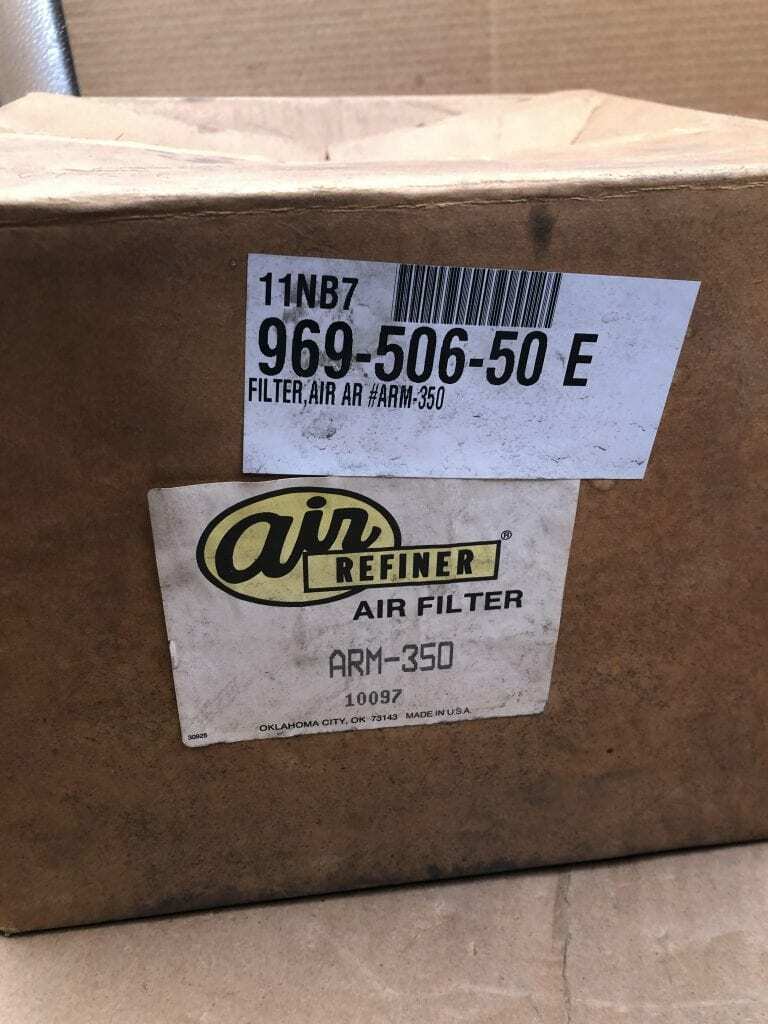 11NB7
969-506-50 E
FILTER,AIR AR #ARM-350
air
REFINER®
AIR FILTER
ARM-350
10097
OKLAHOMA CITY, OK 73143 MADE IN U.S.A.
30925